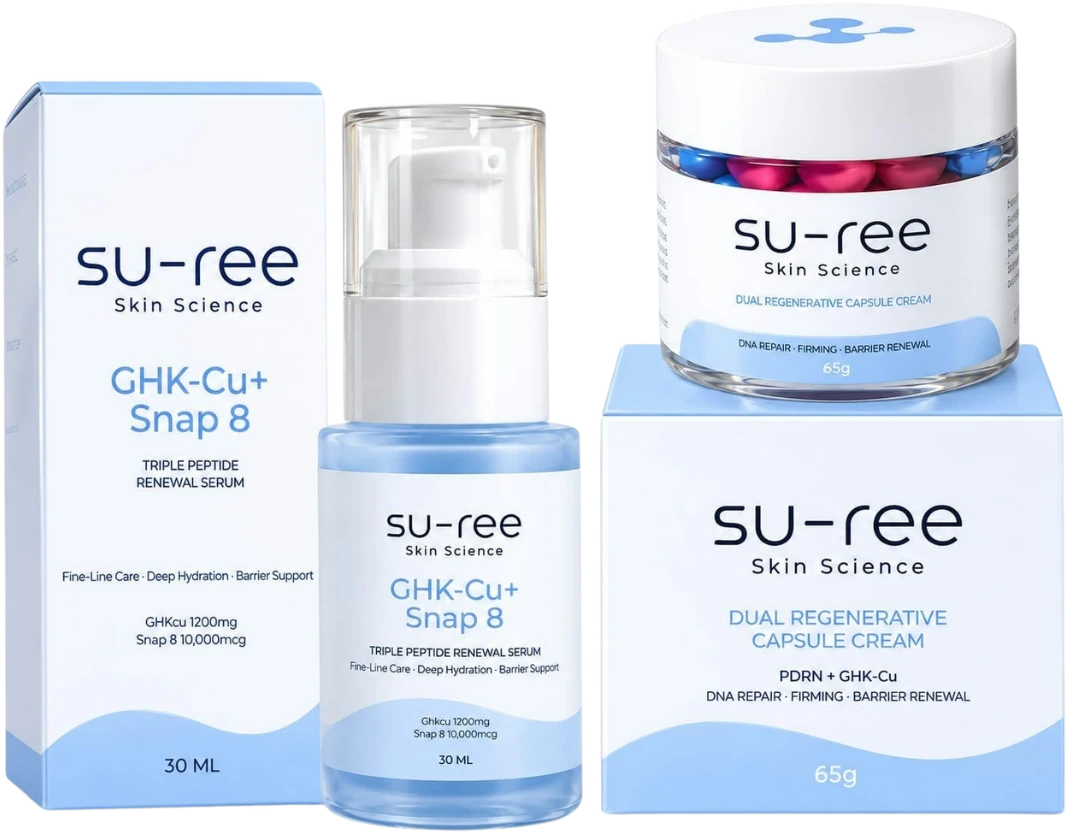 su-ree
Skin Science
GHK-Cu+
Snap 8
TRIPLE PEPTIDE
RENEWAL SERUM
Fine-Line Care · Deep Hydration · Barrier Support
GHKcu 1200mg
Snap 8 10,000mcg
30 ML
su-ree
Skin Science
GHK-Cu+
Snap 8
TRIPLE PEPTIDE RENEWAL SERUM
Fine-Line Care · Deep Hydration · Barrier Support
Ghkcu 1200mg
Snap 8 10,000mcg
30 ML
su-ree
Skin Science
DUAL REGENERATIVE CAPSULE CREAM
DNA REPAIR · FIRMING · BARRIER RENEWAL
65g
su-ree
Skin Science
DUAL REGENERATIVE
CAPSULE CREAM
PDRN + GHK-Cu
DNA REPAIR · FIRMING · BARRIER RENEWAL
65g